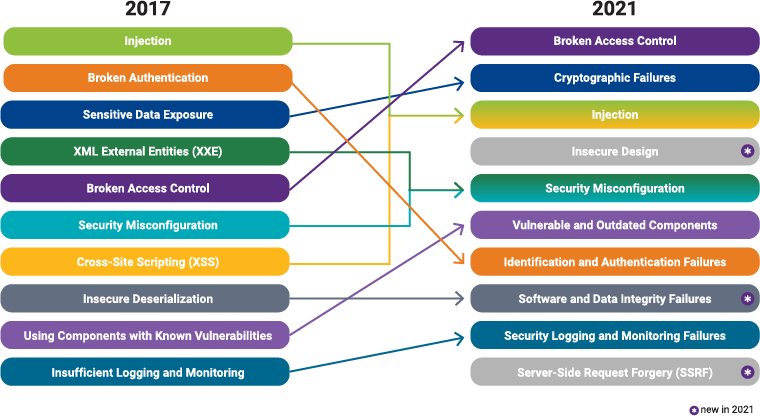 2017
2021
Injection
Broken Access Control
Broken Authentication
Cryptographic Failures
Sensitive Data Exposure
Injection
XML External Entities (XXE)
Insecure Design
*
Broken Access Control
Security Misconfiguration
Security Misconfiguration
Vulnerable and Outdated Components
Cross-Site Scripting (XSS)
Identification and Authentication Failures
Insecure Deserialization
Software and Data Integrity Failures
*
Using Components with Known Vulnerabilities
Security Logging and Monitoring Failures
Insufficient Logging and Monitoring
Server-Side Request Forgery (SSRF)
*
* new in 2021